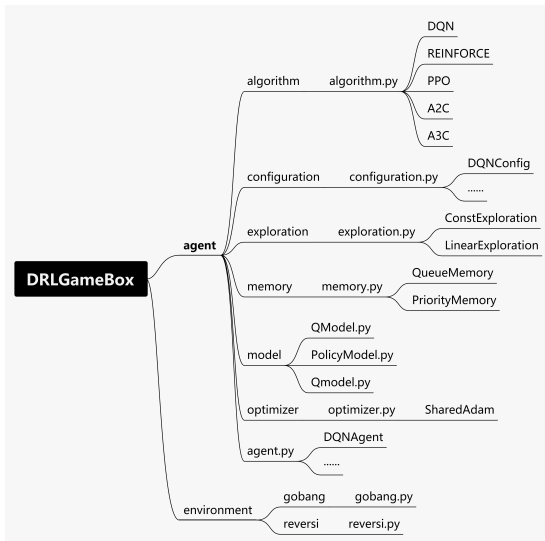 DRLGameBox
agent
algorithm
algorithm.py
DQN
REINFORCE
PPO
A2C
A3C
configuration
configuration.py
DQNConfig
......
exploration
exploration.py
ConstExploration
LinearExploration
memory
memory.py
QueueMemory
PriorityMemory
model
QModel.py
PolicyModel.py
Qmodel.py
optimizer
optimizer.py
SharedAdam
agent.py
DQNAgent
......
environment
gobang
gobang.py
reversi
reversi.py